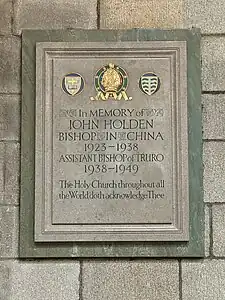 IN MEMORY of
JOHN HOLDEN
BISHOP IN CHINA
1923-1938
ASSISTANT BISHOP of TRURO
1938-1949
The Holy Church throughout all
the World doth acknowledge Thee